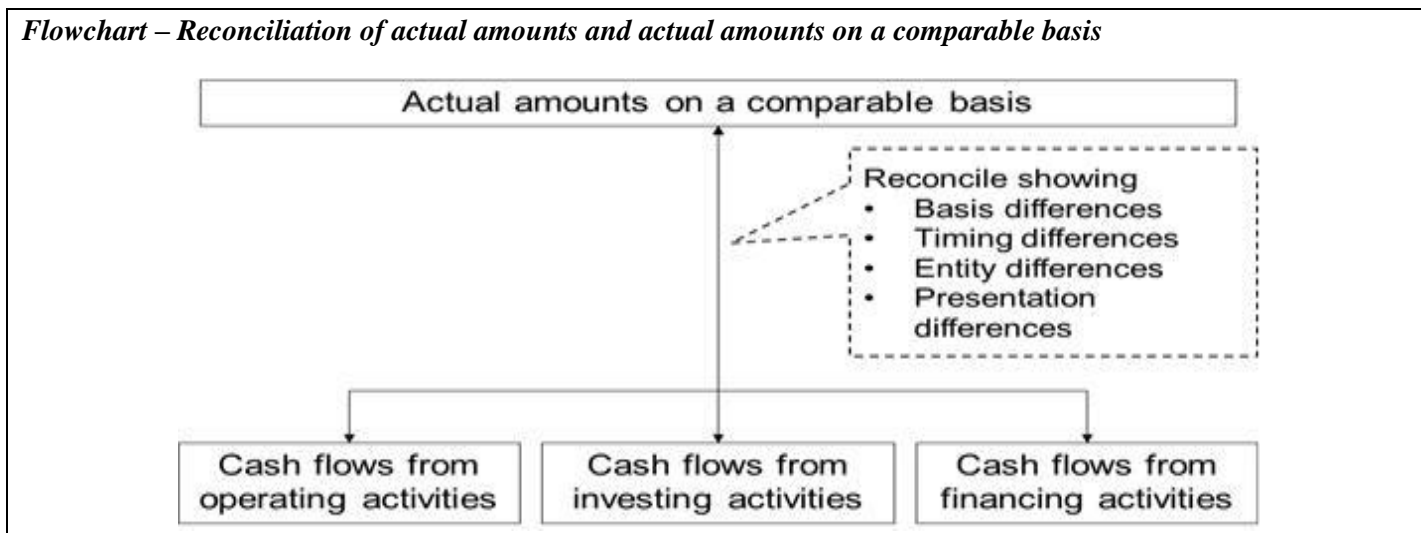 Flowchart – Reconciliation of actual amounts and actual amounts on a comparable basis
Actual amounts on a comparable basis
Reconcile showing
• Basis differences
• Timing differences
• Entity differences
• Presentation
differences
Cash flows from
operating activities
Cash flows from
investing activities
Cash flows from
financing activities